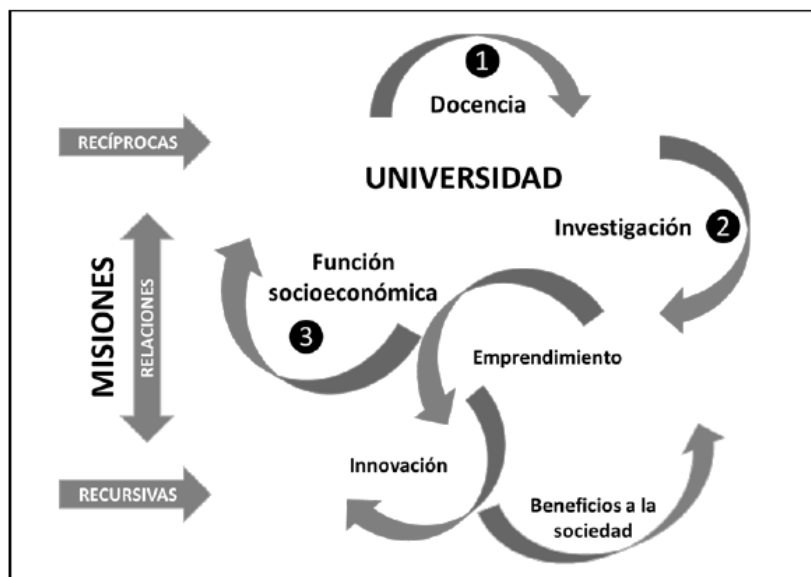 1
Docencia
RECÍPROCAS
UNIVERSIDAD
Investigación 2
Función
socioeconómica
3
MISIONES
RELACIONES
Emprendimiento
Innovación
RECURSIVAS
Beneficios a la
sociedad